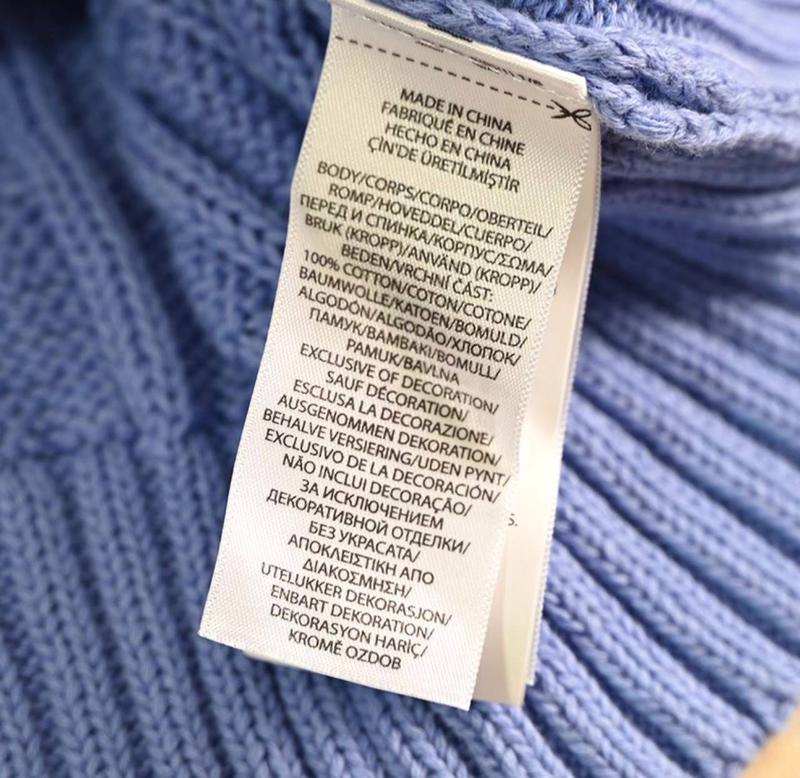 MADE IN CHINA
FABRIQUÉ EN CHINE
HECHO EN CHINA
ÇİN'DE ÜRETİLMİŞTİR
BODY/CORPS/CORPO/OBERTEIL/
ROMP/HOVEDDEL/CUERPO/
ПЕРЕД И СПИНКА/КОРПУС/ΣΩΜΑ/
BRUK (KROPP)/ANVÄND (KROPP)/
BEDEN/VRCHNÍ ČÁST:
100% COTTON/COTON/COTONE/
BAUMWOLLE/KATOEN/BOMULD/
ALGODÓN/ALGODÃO/ХЛОПОК/
ПАМУК/ΒΑΜΒΑΚΙ/BOMULL/
PAMUK/BAVLNA
EXCLUSIVE OF DECORATION/
SAUF DÉCORATION/
ESCLUSA LA DECORAZIONE/
AUSGENOMMEN DEKORATION/
BEHALVE VERSIERING/UDEN PYNT/
EXCLUSIVO DE LA DECORACIÓN/
NÃO INCLUI DECORAÇÃO/
ЗА ИСКЛЮЧЕНИЕМ
ДЕКОРАТИВНОЙ ОТДЕЛКИ/
БЕЗ УКРАСАТА/
ΑΠΟΚΛΕΙΣΤΙΚΗ ΑΠΟ
ΔΙΑΚΟΣΜΗΣΗ/
UTELUKKER DEKORASJON/
ENBART DEKORATION/
DEKORASYON HARİÇ/
KROMĚ OZDOB
S.